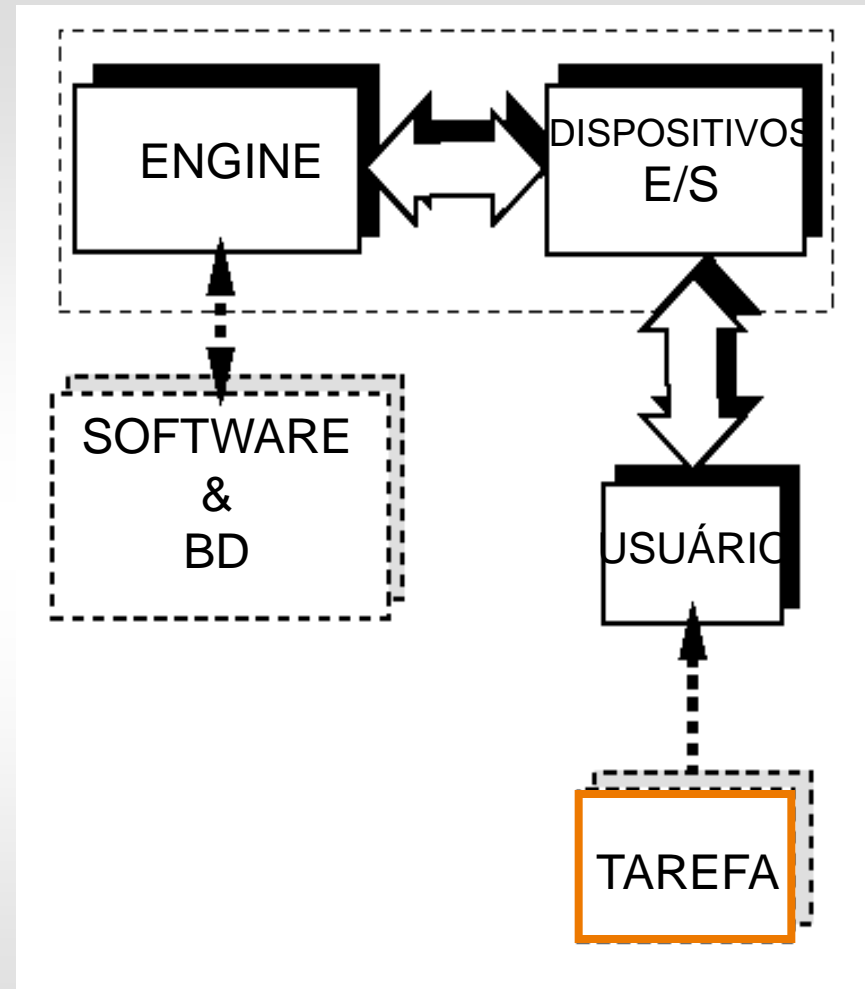 ENGINE
DISPOSITIVOS
E/S
SOFTWARE
&
BD
USUÁRIO
TAREFA